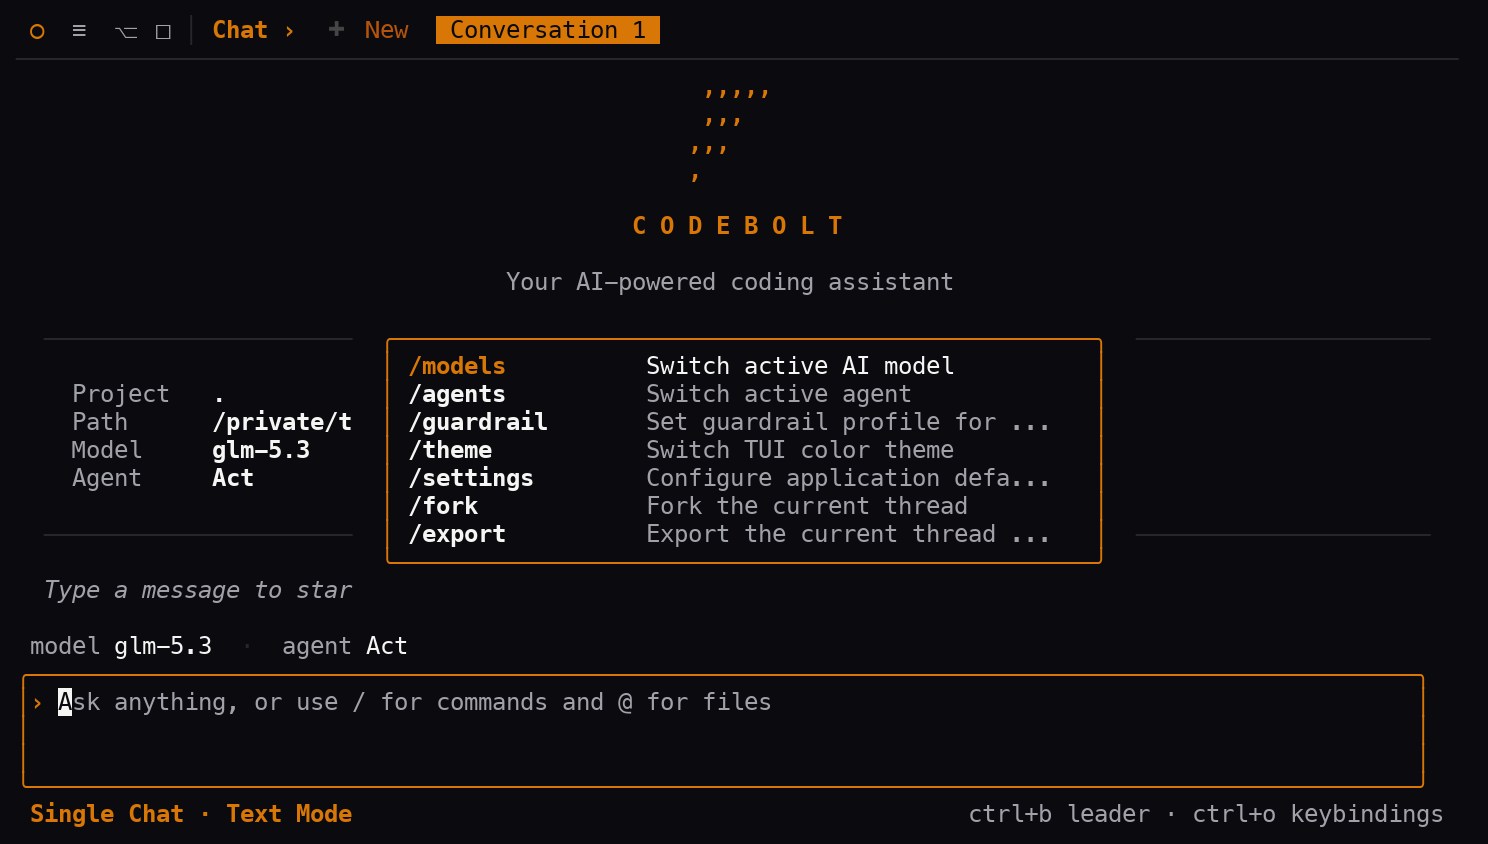 ○ ≡ ⌥ □ │ Chat › + New Conversation 1
,,,,,
,,,
,,,
,
C O D E B O L T
Your AI-powered coding assistant
/models Switch active AI model
Project . /agents Switch active agent
Path /private/t /guardrail Set guardrail profile for ...
Model glm-5.3 /theme Switch TUI color theme
Agent Act /settings Configure application defa...
/fork Fork the current thread
/export Export the current thread ...
Type a message to star
model glm-5.3 · agent Act
› Ask anything, or use / for commands and @ for files
Single Chat · Text Mode ctrl+b leader · ctrl+o keybindings